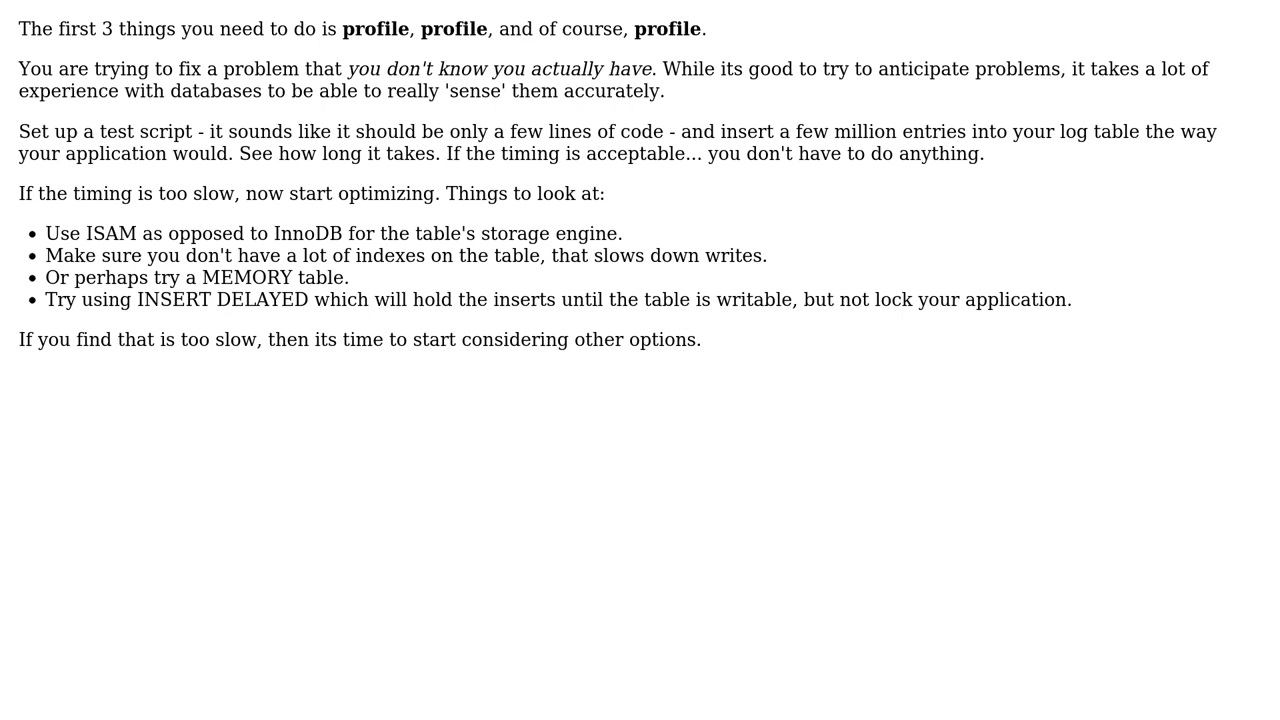 The first 3 things you need to do is profile, profile, and of course, profile.
You are trying to fix a problem that you don't know you actually have. While its good to try to anticipate problems, it takes a lot of
experience with databases to be able to really 'sense' them accurately.
Set up a test script - it sounds like it should be only a few lines of code - and insert a few million entries into your log table the way
your application would. See how long it takes. If the timing is acceptable... you don't have to do anything.
If the timing is too slow, now start optimizing. Things to look at:
• Use ISAM as opposed to InnoDB for the table's storage engine.
• Make sure you don't have a lot of indexes on the table, that slows down writes.
• Or perhaps try a MEMORY table.
• Try using INSERT DELAYED which will hold the inserts until the table is writable, but not lock your application.
If you find that is too slow, then its time to start considering other options.